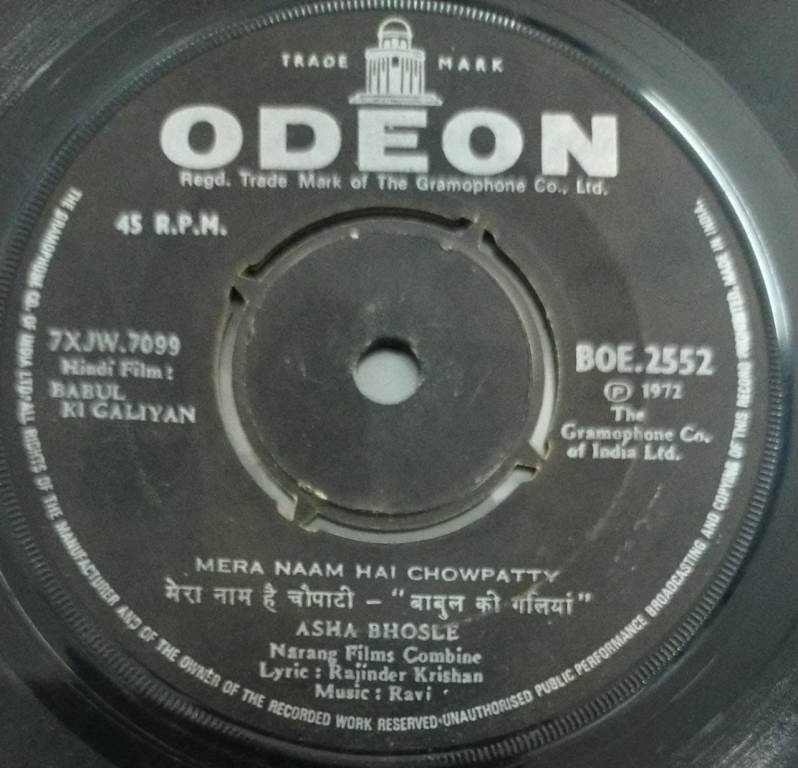 TRADE MARK
ODEON
Regd. Trade Mark of The Gramophone Co., Ltd.
45 R.P.M.
7XJW.7099
Hindi Film :
BABUL
KI GALIYAN
BOE.2552
℗ 1972
The
Gramophone Co.
of India Ltd.
MERA NAAM HAI CHOWPATTY
मेरा नाम है चौपाटी – "बाबुल की गलियां"
ASHA BHOSLE
Narang Films Combine
Lyric : Rajinder Krishan
Music : Ravi
THE GRAMOPHONE CO. OF INDIA LTD·ALL RIGHTS OF THE MANUFACTURER AND OF THE OWNER OF THE RECORDED WORK RESERVED·UNAUTHORISED PUBLIC PERFORMANCE BROADCASTING AND COPYING OF THIS RECORD PROHIBITED. MADE IN INDIA.